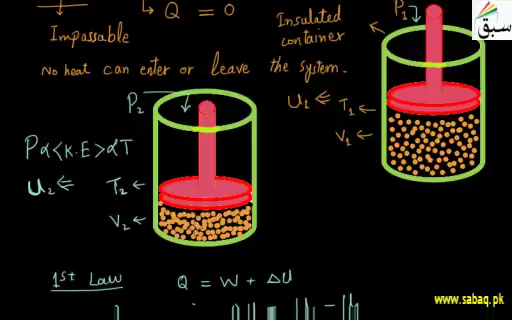 ↳ Q = 0
Impassable
Insulated
container
P₁
سبق
No heat can enter or leave the system.
U₁ ⇐ T₁ ←
V₁ ←
P₂
P α <K.E> α T
U₂ ⇐ T₂ ←
V₂ ←
1st Law Q = W + ΔU
www.sabaq.pk